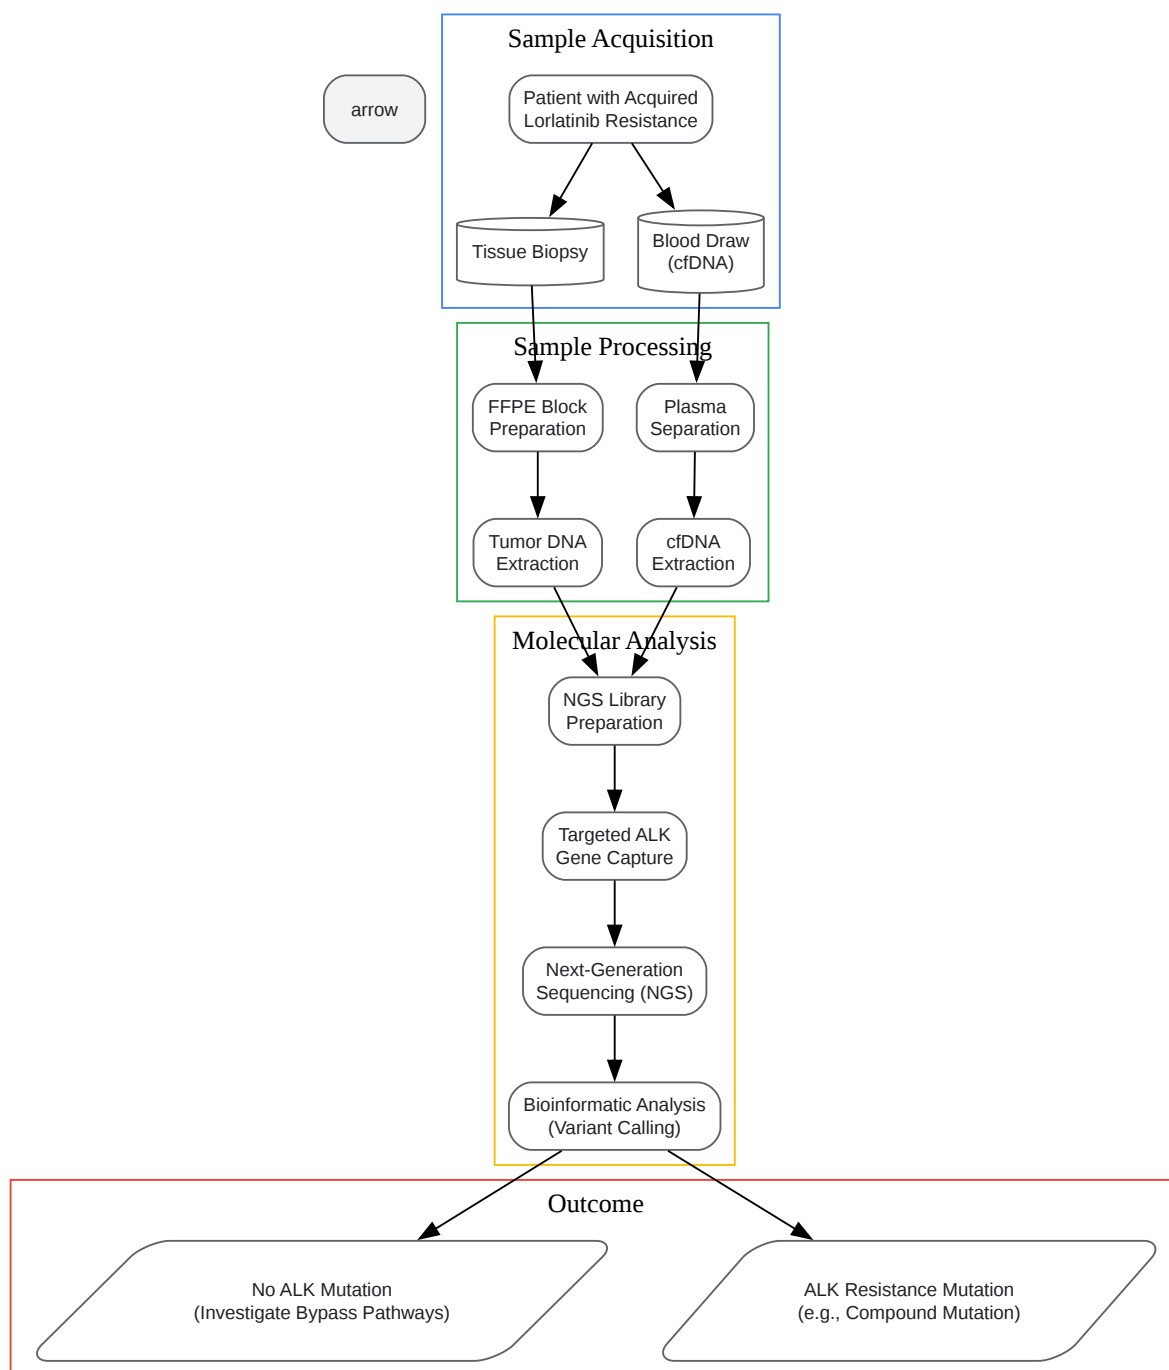 Sample Acquisition
arrow
Patient with Acquired
Lorlatinib Resistance
Tissue Biopsy
Blood Draw
(cfDNA)
Sample Processing
FFPE Block
Preparation
Plasma
Separation
Tumor DNA
Extraction
cfDNA
Extraction
Molecular Analysis
NGS Library
Preparation
Targeted ALK
Gene Capture
Next-Generation
Sequencing (NGS)
Bioinformatic Analysis
(Variant Calling)
Outcome
No ALK Mutation
(Investigate Bypass Pathways)
ALK Resistance Mutation
(e.g., Compound Mutation)